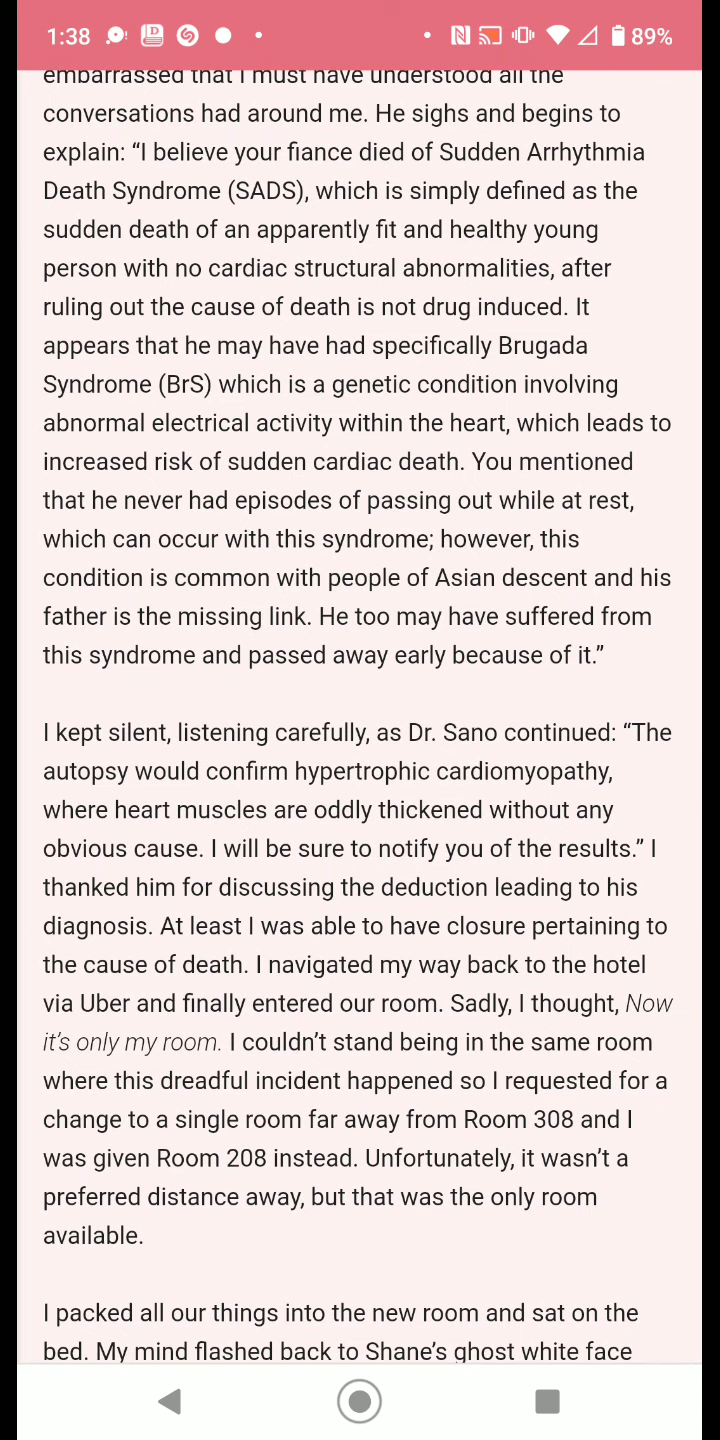 1:38
89%
embarrassed that I must have understood all the
conversations had around me. He sighs and begins to
explain: “I believe your fiance died of Sudden Arrhythmia
Death Syndrome (SADS), which is simply defined as the
sudden death of an apparently fit and healthy young
person with no cardiac structural abnormalities, after
ruling out the cause of death is not drug induced. It
appears that he may have had specifically Brugada
Syndrome (BrS) which is a genetic condition involving
abnormal electrical activity within the heart, which leads to
increased risk of sudden cardiac death. You mentioned
that he never had episodes of passing out while at rest,
which can occur with this syndrome; however, this
condition is common with people of Asian descent and his
father is the missing link. He too may have suffered from
this syndrome and passed away early because of it.”
I kept silent, listening carefully, as Dr. Sano continued: “The
autopsy would confirm hypertrophic cardiomyopathy,
where heart muscles are oddly thickened without any
obvious cause. I will be sure to notify you of the results.” I
thanked him for discussing the deduction leading to his
diagnosis. At least I was able to have closure pertaining to
the cause of death. I navigated my way back to the hotel
via Uber and finally entered our room. Sadly, I thought, Now
it’s only my room. I couldn’t stand being in the same room
where this dreadful incident happened so I requested for a
change to a single room far away from Room 308 and I
was given Room 208 instead. Unfortunately, it wasn’t a
preferred distance away, but that was the only room
available.
I packed all our things into the new room and sat on the
bed. My mind flashed back to Shane’s ghost white face